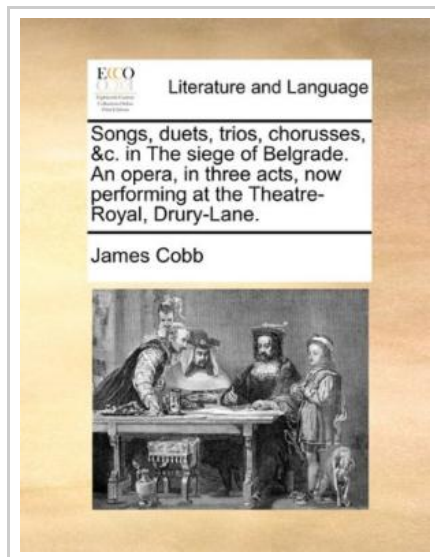 ECCO
Literature and Language
Songs, duets, trios, chorusses,
&c. in The siege of Belgrade.
An opera, in three acts, now
performing at the Theatre-
Royal, Drury-Lane.
James Cobb